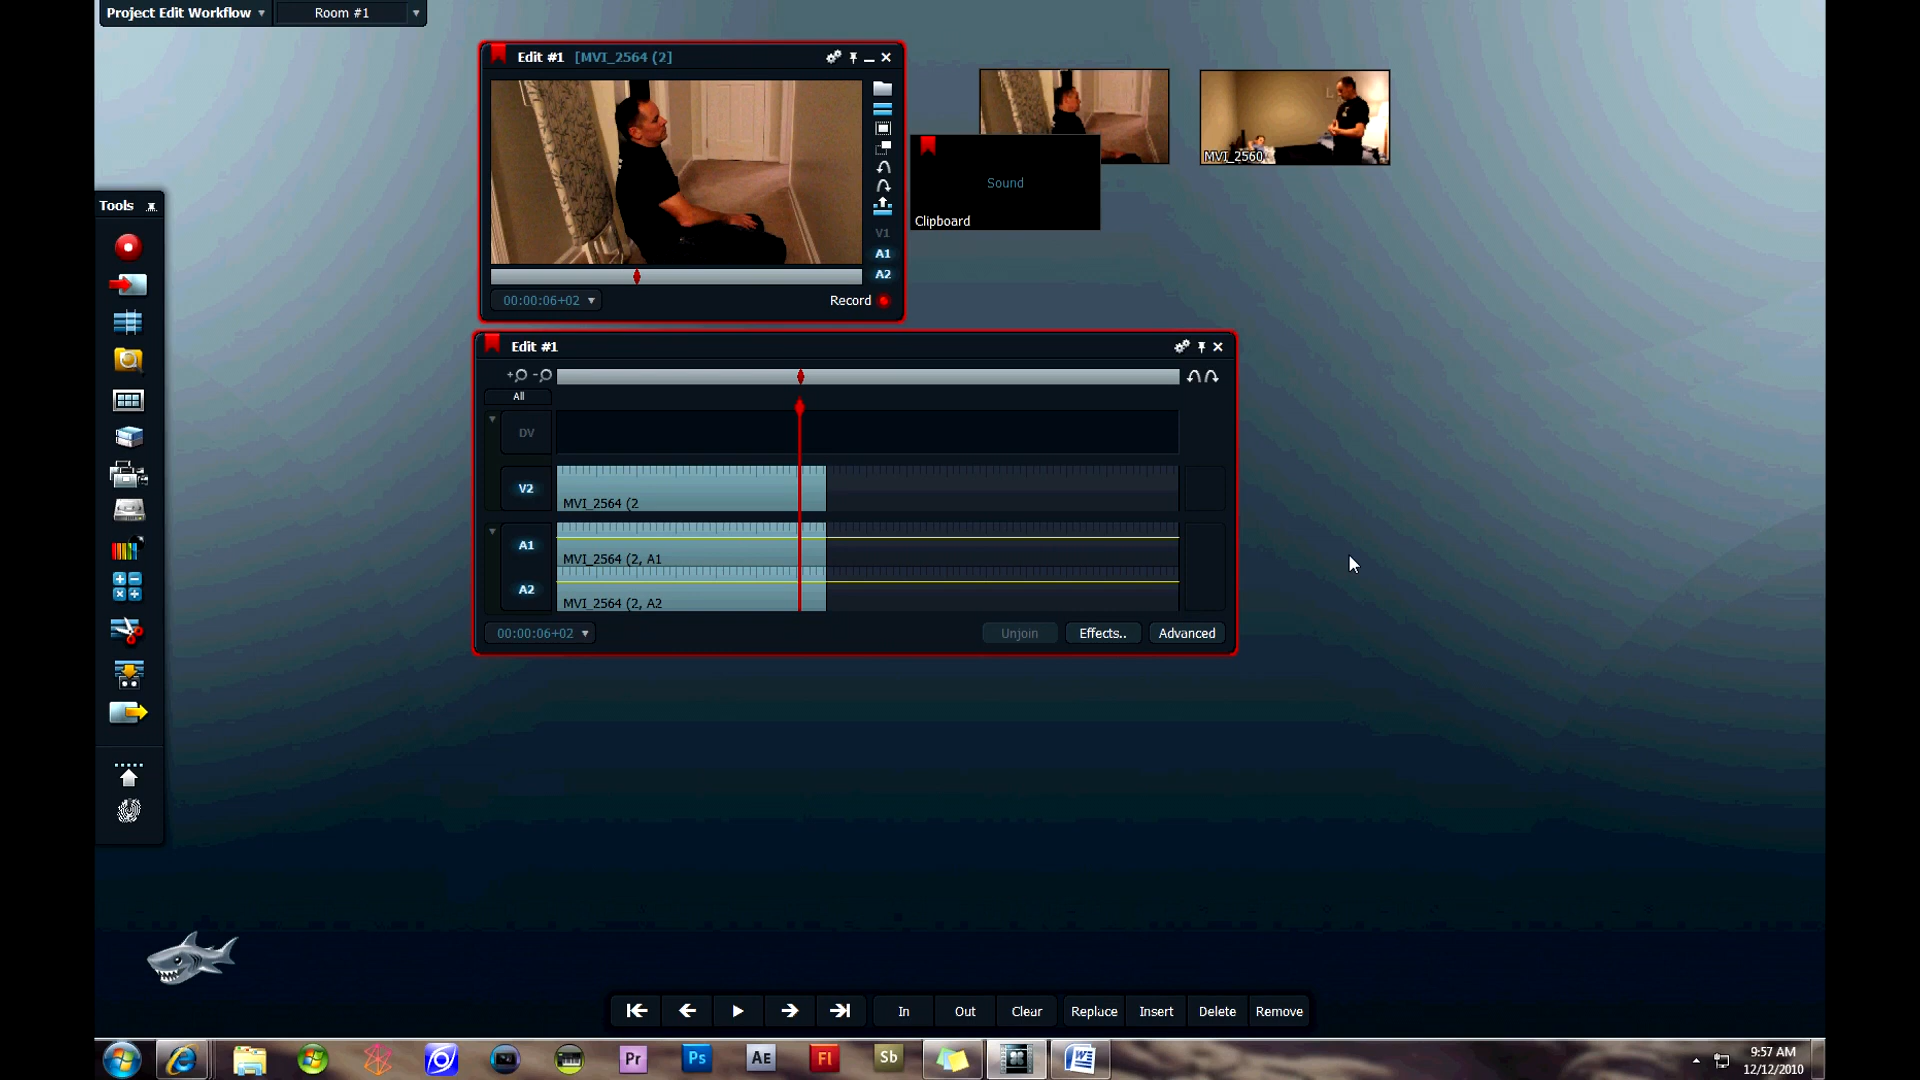 Project Edit Workflow
Room #1
Edit #1 [MVI_2564 (2]
V1
A1
A2
00:00:06+02
Record
Sound
Clipboard
MVI_2560
Tools
Edit #1
All
DV
V2
MVI_2564 (2
A1
MVI_2564 (2, A1
A2
MVI_2564 (2, A2
00:00:06+02
Unjoin
Effects..
Advanced
In
Out
Clear
Replace
Insert
Delete
Remove
Pr
Ps
AE
Fl
Sb
9:57 AM
12/12/2010